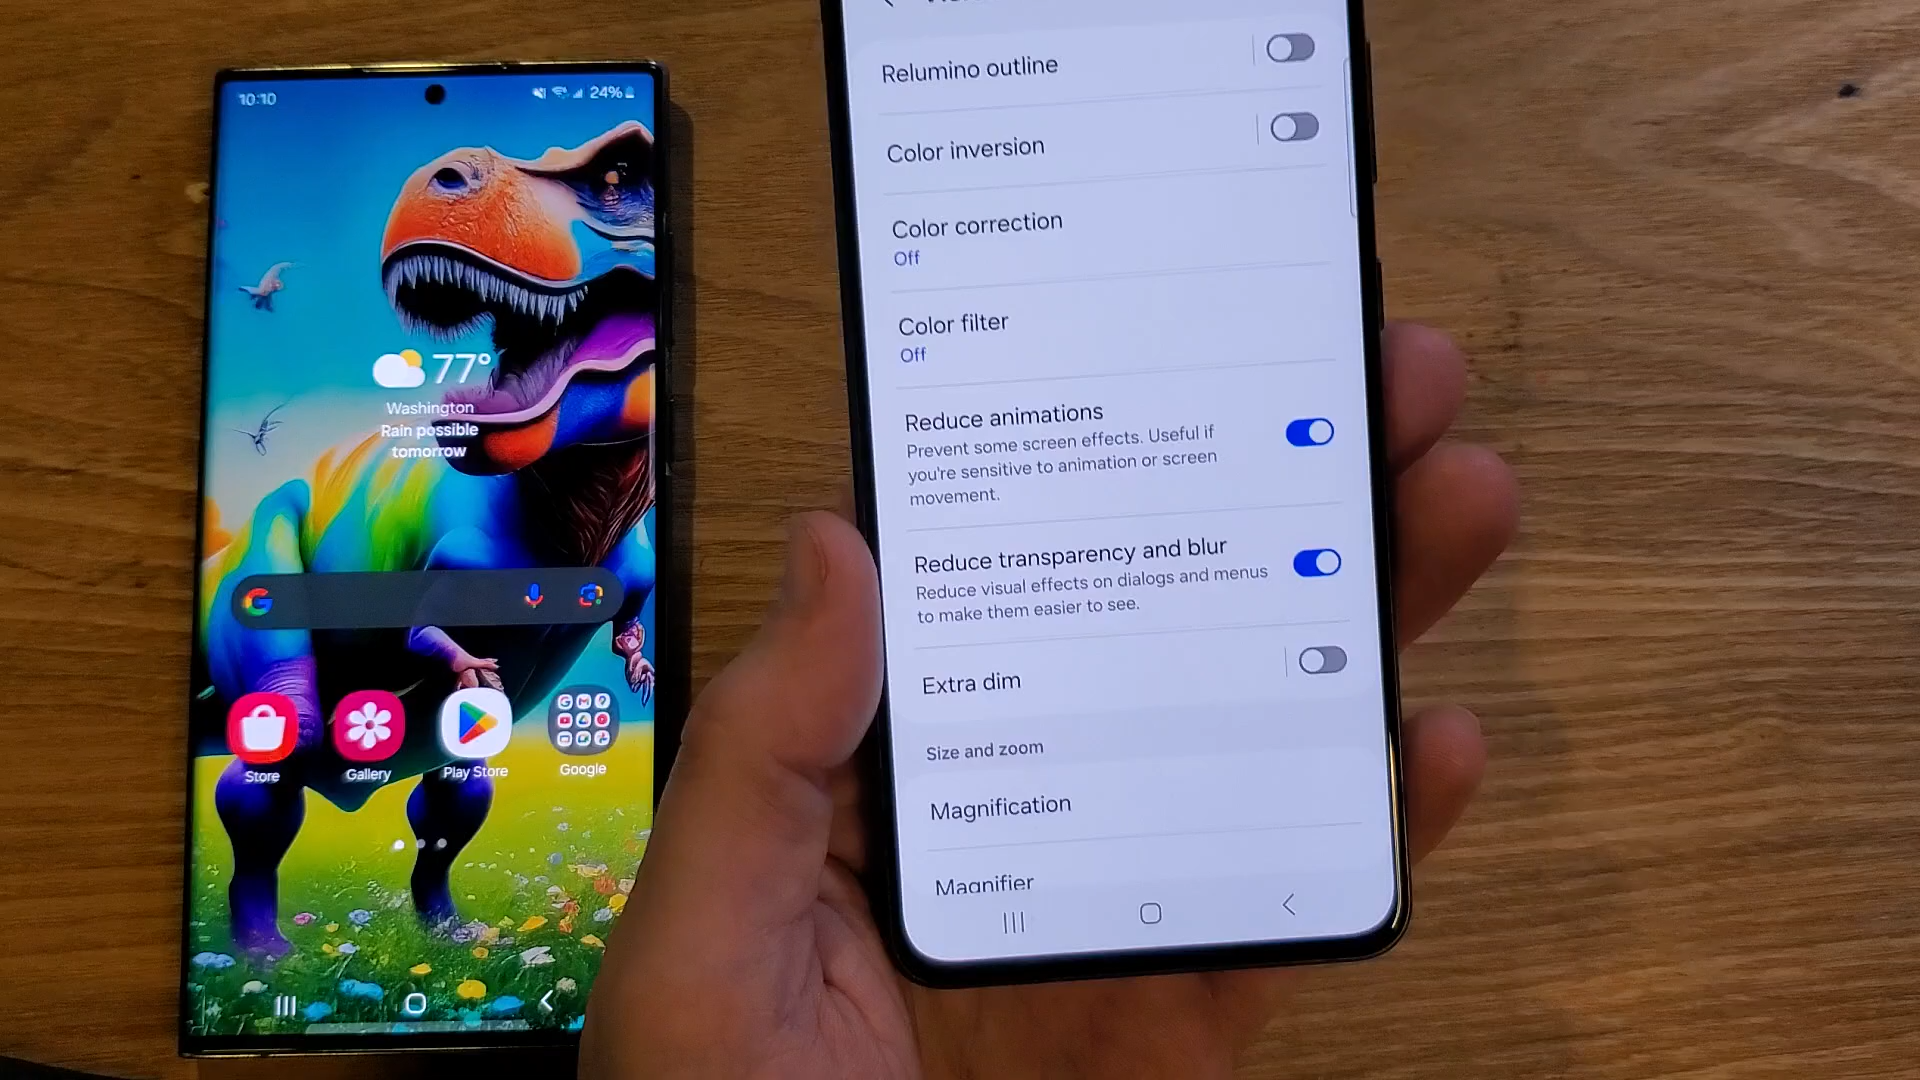 10:10
24%
77°
Washington
Rain possible
tomorrow
Store
Gallery
Play Store
Google
Relumino outline
Color inversion
Color correction
Off
Color filter
Off
Reduce animations
Prevent some screen effects. Useful if
you're sensitive to animation or screen
movement.
Reduce transparency and blur
Reduce visual effects on dialogs and menus
to make them easier to see.
Extra dim
Size and zoom
Magnification
Magnifier